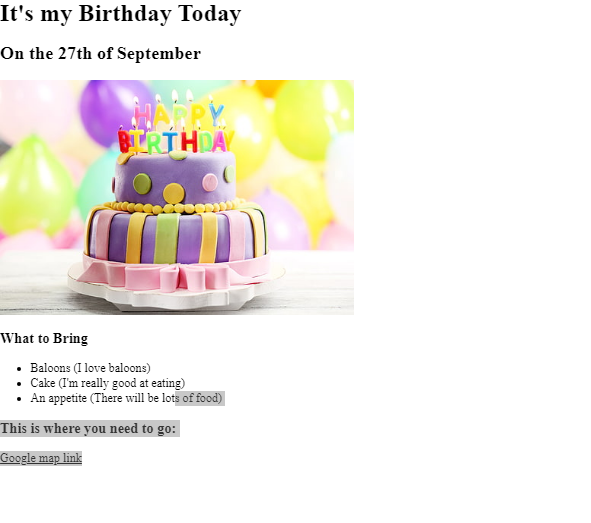 It's my Birthday Today
On the 27th of September
HAPPY
BIRTHDAY
What to Bring
Baloons (I love baloons)
Cake (I'm really good at eating)
An appetite (There will be lots of food)
This is where you need to go:
Google map link